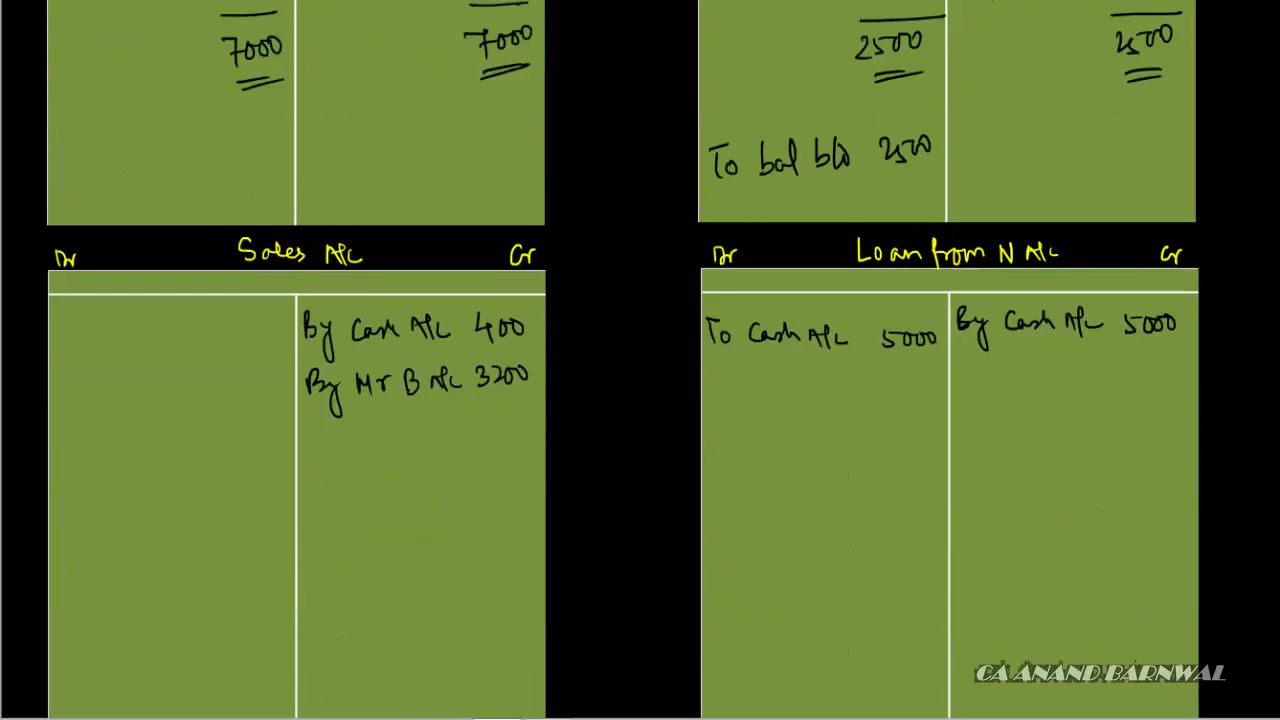 7000 7000
2500 2500
To bal b/d 2500
Dr Sales A/c Cr
By Cash A/c 400
By Mr B A/c 3200
Dr Loan from N A/c Cr
To Cash A/c 5000 By Cash A/c 5000
CA ANAND BARNWAL